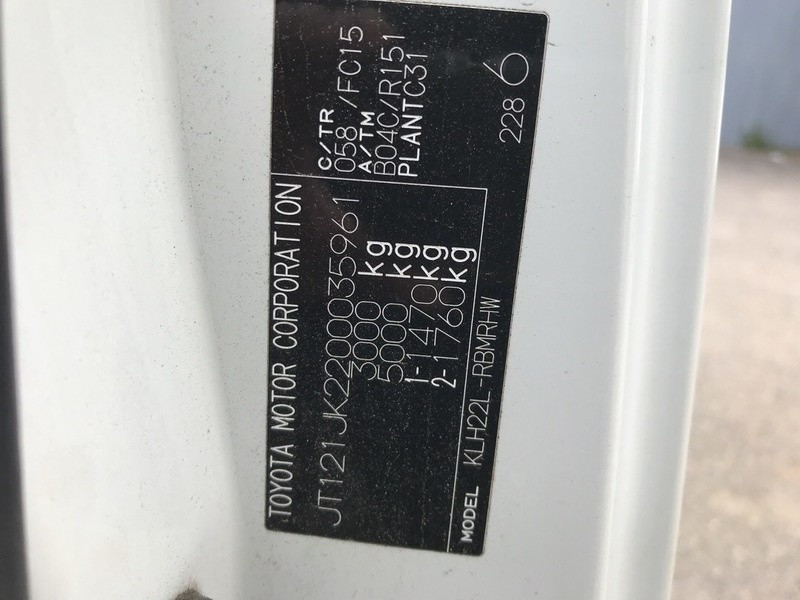 TOYOTA MOTOR CORPORATION
JT121JK2200035961
3000 kg
5000 kg
1-1470kg
2-1760kg
MODEL KLH22L-RBMRHW
C/TR
058 /FC15
A/TM
B04C/R151
PLANTC31
228 6